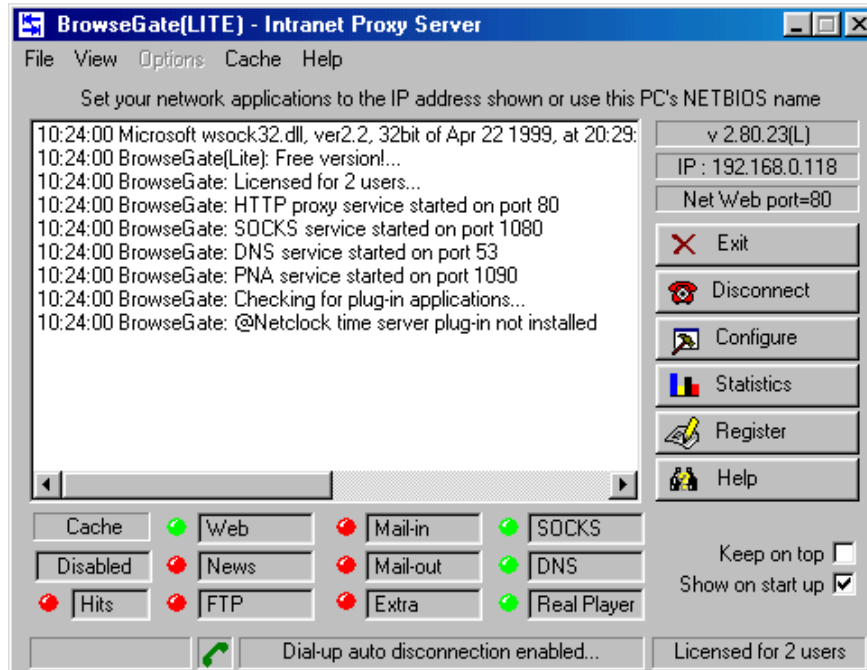 BrowseGate(LITE) - Intranet Proxy Server
File View Options Cache Help
Set your network applications to the IP address shown or use this PC's NETBIOS name
10:24:00 Microsoft wsock32.dll, ver2.2, 32bit of Apr 22 1999, at 20:29:
10:24:00 BrowseGate(Lite): Free version!...
10:24:00 BrowseGate: Licensed for 2 users...
10:24:00 BrowseGate: HTTP proxy service started on port 80
10:24:00 BrowseGate: SOCKS service started on port 1080
10:24:00 BrowseGate: DNS service started on port 53
10:24:00 BrowseGate: PNA service started on port 1090
10:24:00 BrowseGate: Checking for plug-in applications...
10:24:00 BrowseGate: @Netclock time server plug-in not installed
v 2.80.23(L)
IP : 192.168.0.118
Net Web port=80
Exit
Disconnect
Configure
Statistics
Register
Help
Cache Web Mail-in SOCKS
Disabled News Mail-out DNS
Hits FTP Extra Real Player
Keep on top
Show on start up
Dial-up auto disconnection enabled... Licensed for 2 users